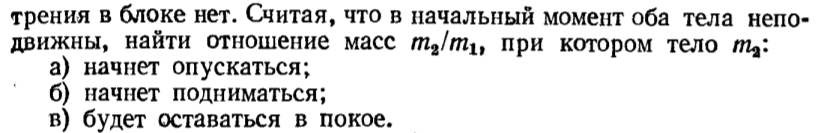 трения в блоке нет. Считая, что в начальный момент оба тела непо-
движны, найти отношение масс m₂/m₁, при котором тело m₂:
а) начнет опускаться;
б) начнет подниматься;
в) будет оставаться в покое.